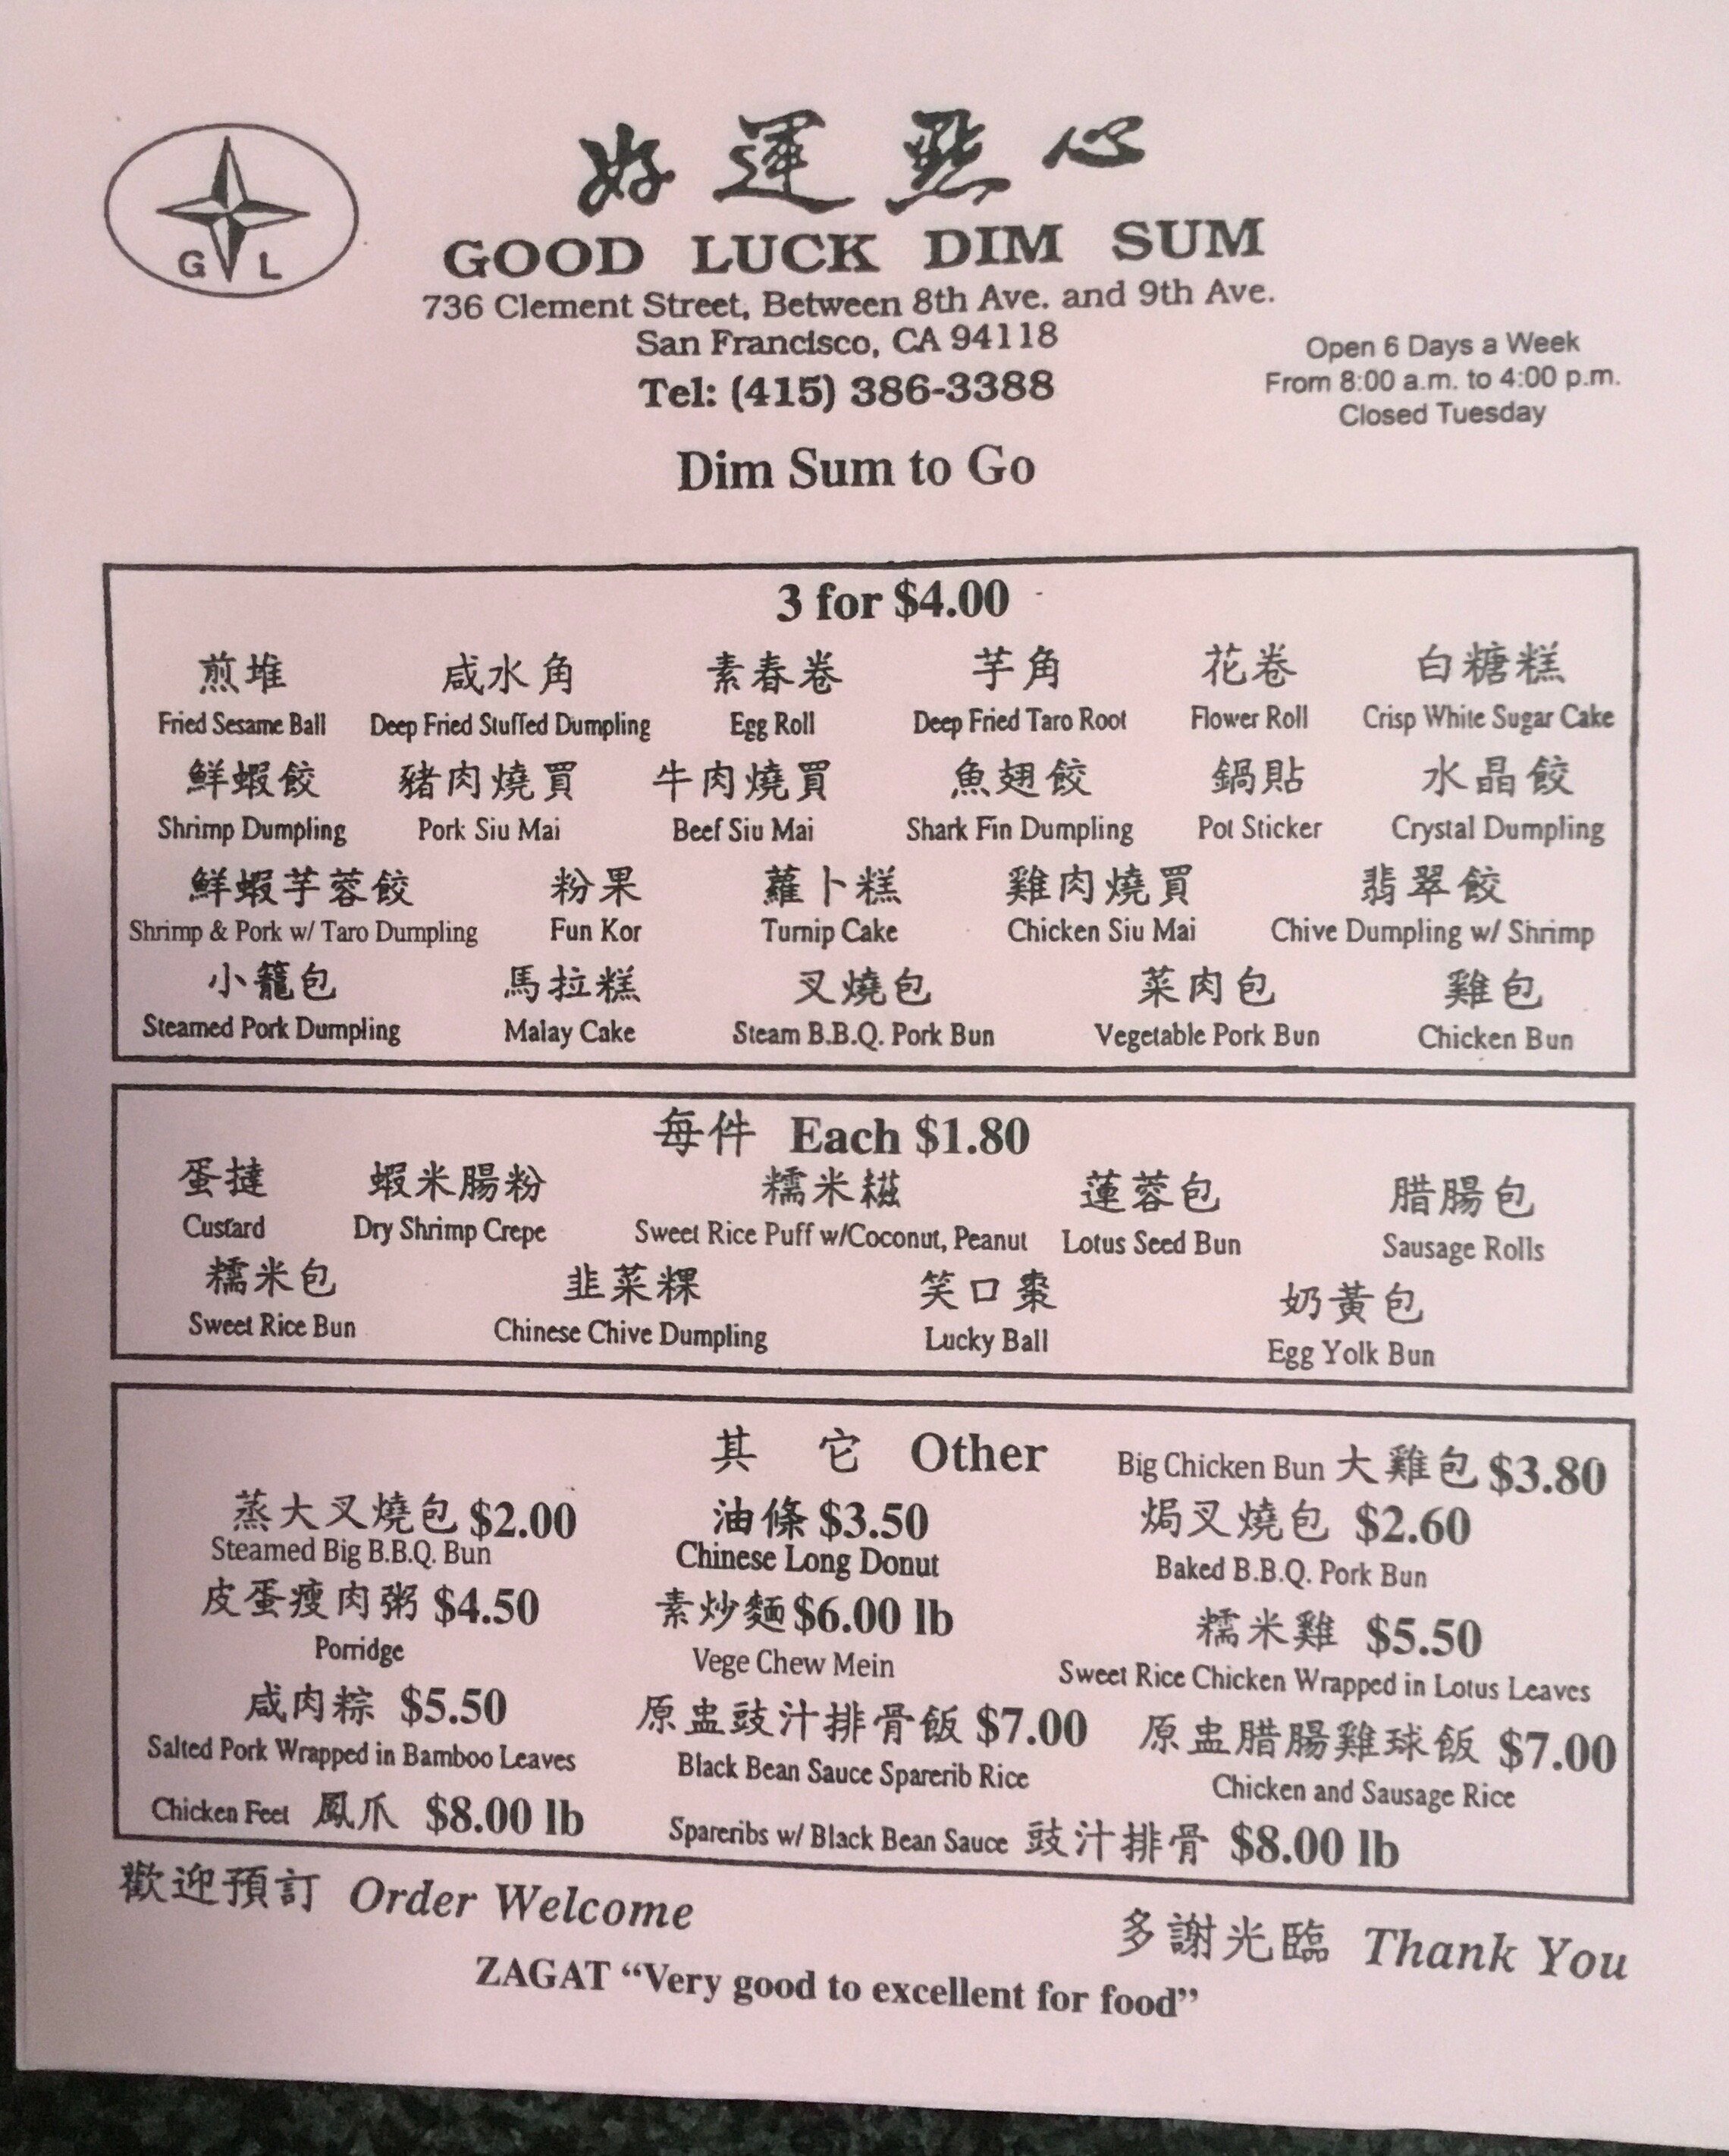 好運點心
G L
GOOD LUCK DIM SUM
736 Clement Street, Between 8th Ave. and 9th Ave.
San Francisco, CA 94118
Tel: (415) 386-3388
Open 6 Days a Week
From 8:00 a.m. to 4:00 p.m.
Closed Tuesday
Dim Sum to Go
3 for $4.00
煎堆 咸水角 素春卷 芋角 花卷 白糖糕
Fried Sesame Ball Deep Fried Stuffed Dumpling Egg Roll Deep Fried Taro Root Flower Roll Crisp White Sugar Cake
鮮蝦餃 豬肉燒買 牛肉燒買 魚翅餃 鍋貼 水晶餃
Shrimp Dumpling Pork Siu Mai Beef Siu Mai Shark Fin Dumpling Pot Sticker Crystal Dumpling
鮮蝦芋蓉餃 粉果 蘿卜糕 雞肉燒買 翡翠餃
Shrimp & Pork w/ Taro Dumpling Fun Kor Turnip Cake Chicken Siu Mai Chive Dumpling w/ Shrimp
小籠包 馬拉糕 叉燒包 菜肉包 雞包
Steamed Pork Dumpling Malay Cake Steam B.B.Q. Pork Bun Vegetable Pork Bun Chicken Bun
每件 Each $1.80
蛋撻 蝦米腸粉 糯米糍 蓮蓉包 腊腸包
Custard Dry Shrimp Crepe Sweet Rice Puff w/Coconut, Peanut Lotus Seed Bun Sausage Rolls
糯米包 韭菜粿 笑口棗 奶黃包
Sweet Rice Bun Chinese Chive Dumpling Lucky Ball Egg Yolk Bun
其它 Other Big Chicken Bun 大雞包 $3.80
蒸大叉燒包 $2.00 油條 $3.50 焗叉燒包 $2.60
Steamed Big B.B.Q. Bun Chinese Long Donut Baked B.B.Q. Pork Bun
皮蛋瘦肉粥 $4.50 素炒麵 $6.00 lb 糯米雞 $5.50
Porridge Vege Chew Mein Sweet Rice Chicken Wrapped in Lotus Leaves
咸肉粽 $5.50 原盅豉汁排骨飯 $7.00 原盅腊腸雞球飯 $7.00
Salted Pork Wrapped in Bamboo Leaves Black Bean Sauce Sparerib Rice Chicken and Sausage Rice
Chicken Feet 鳳爪 $8.00 lb Spareribs w/ Black Bean Sauce 豉汁排骨 $8.00 lb
歡迎預訂 Order Welcome
多謝光臨 Thank You
ZAGAT “Very good to excellent for food”